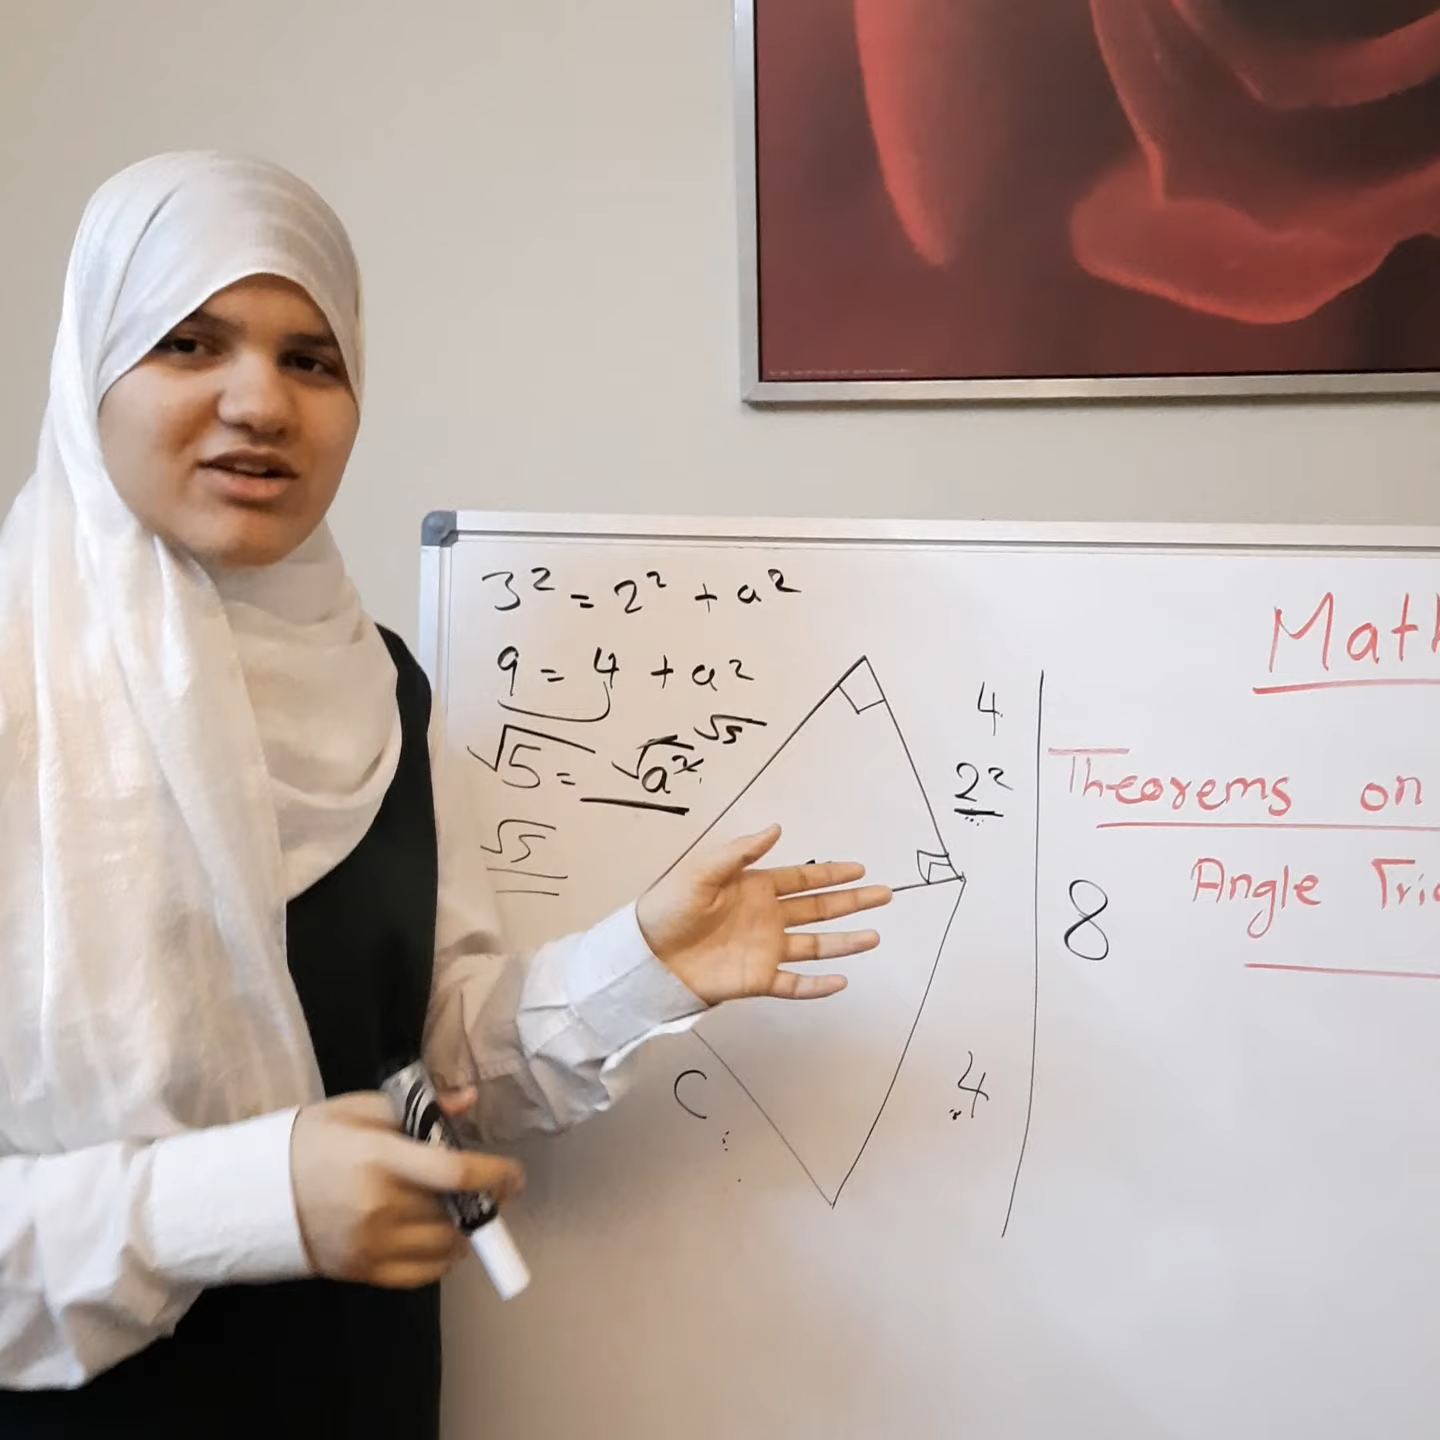 3² = 2² + a²
9 = 4 + a²
√5 = √a² √5
√5
4
2²
8
C
4
Math
Theorems on
Angle Tri